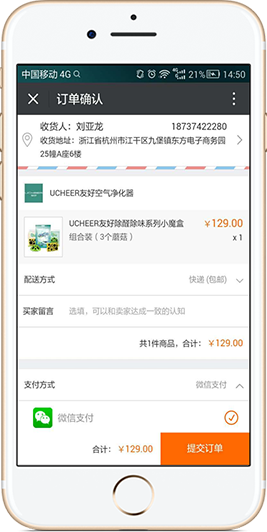 中国移动 4G 4G 21% 14:50
× 订单确认
收货人：刘亚龙 18737422280
收货地址：浙江省杭州市江干区九堡镇东方电子商务园
25幢A座6楼
UCHEER友好空气净化器
UCHEER友好除醛除味系列小魔盒 ￥129.00
组合装（3个蘑菇） x 1
配送方式 快递 (包邮)
买家留言 选填，可以和卖家达成一致的认知
共1件商品，合计：￥129.00
支付方式 微信支付
微信支付
合计：￥129.00 提交订单